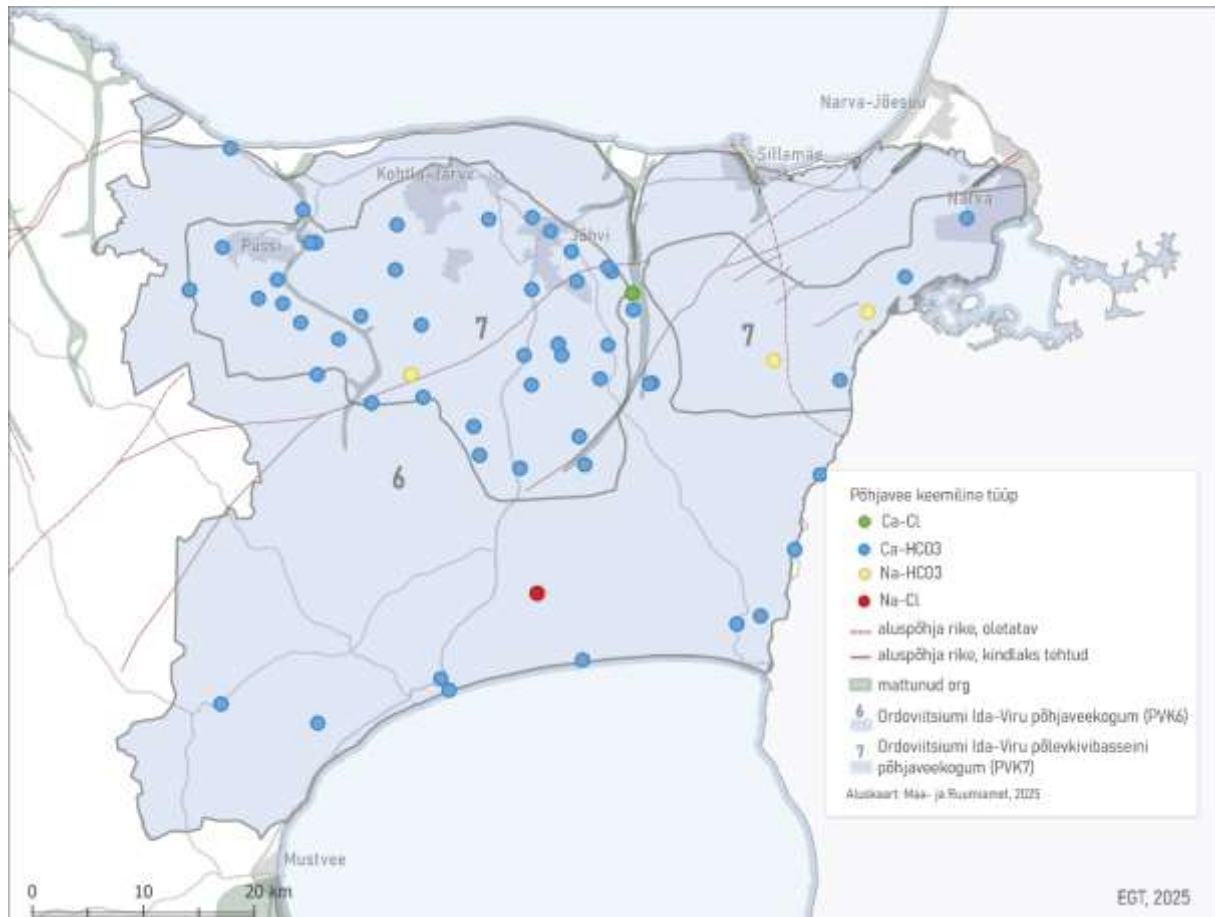 Narva-Jõesuu
Sillamäe
Kohtla-Järve
Narva
Püssi
Jõhvi
7
7
6
Põhjavee keemiline tüüp
Ca-Cl
Ca-HCO3
Na-HCO3
Na-Cl
aluspõhja rike, oletatav
aluspõhja rike, kindlaks tehtud
mattunud org
6 Ordoviitsiumi Ida-Viru põhjaveekogum (PVK6)
7 Ordoviitsiumi Ida-Viru põlevkivibasseini
põhjaveekogum (PVK7)
Aluskaart: Maa- ja Ruumiamet, 2025
Mustvee
0 10 20 km
EGT, 2025